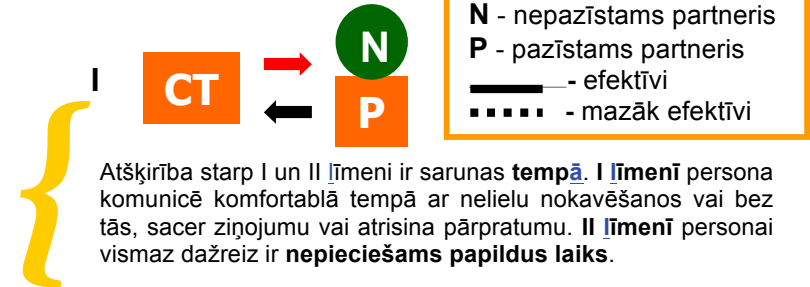 N - nepazīstams partneris
P - pazīstams partneris
- efektīvi
- mazāk efektīvi
I
CT
N
P
Atšķirība starp I un II līmeni ir sarunas tempā. I līmenī persona
komunicē komfortablā tempā ar nelielu nokavēšanos vai bez
tās, sacer ziņojumu vai atrisina pārpratumu. II līmenī personai
vismaz dažreiz ir nepieciešams papildus laiks.